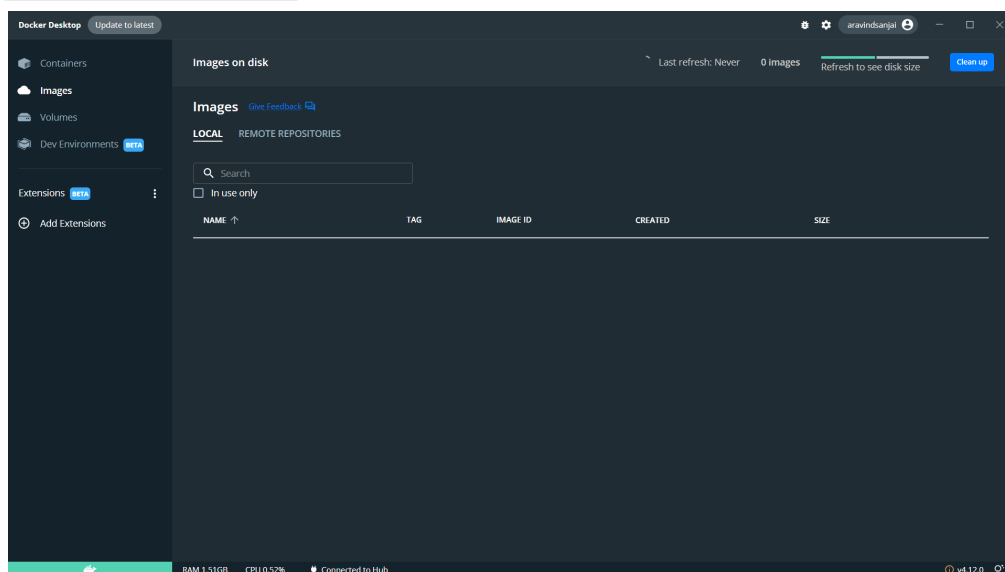 Docker Desktop Update to latest aravindsanjai
Containers
Images
Volumes
Dev Environments BETA
Extensions BETA
Add Extensions
Images on disk Last refresh: Never 0 images Refresh to see disk size Clean up
Images Give Feedback
LOCAL REMOTE REPOSITORIES
Search
In use only
NAME TAG IMAGE ID CREATED SIZE
RAM 1.51GB CPU 0.52% Connected to Hub v4.12.0